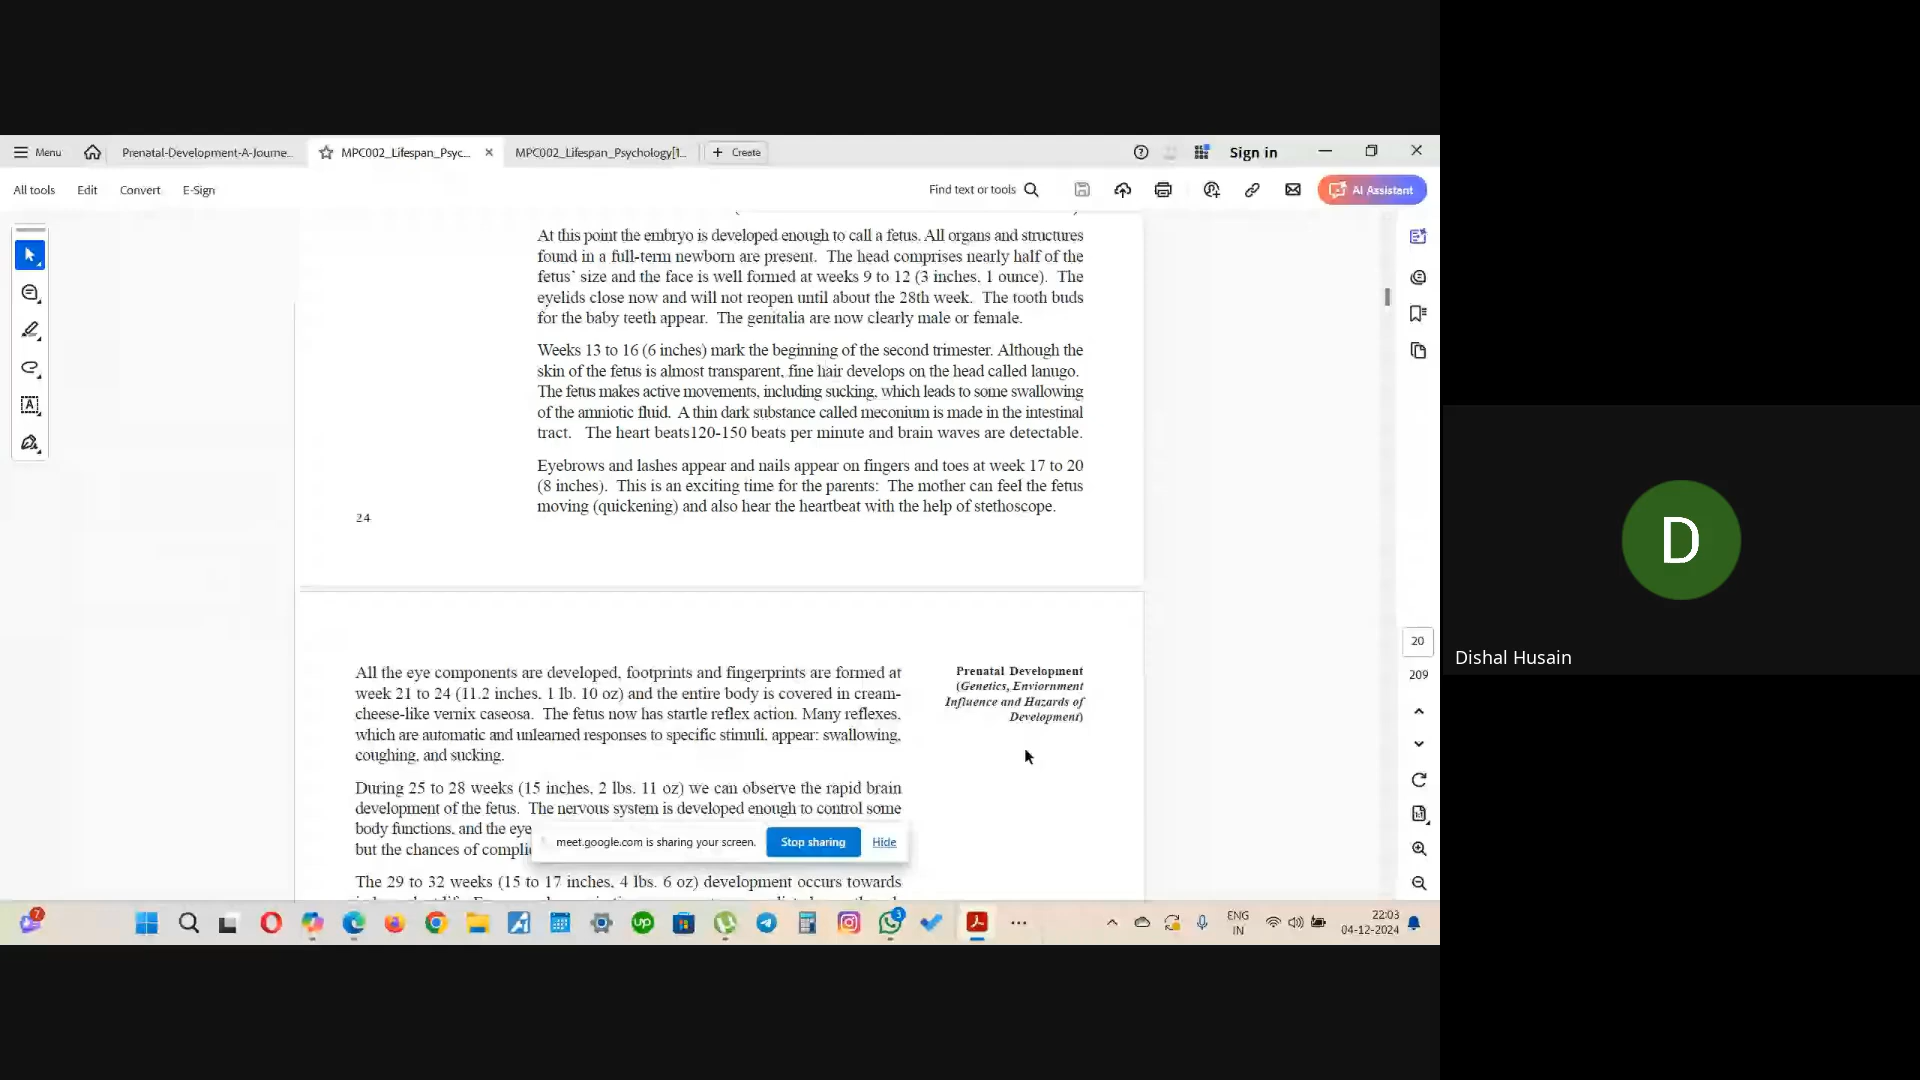 Menu
Prenatal-Development-A-Journe...
MPC002_Lifespan_Psyc...
MPC002_Lifespan_Psychology[1...
Create
Sign in
All tools
Edit
Convert
E-Sign
Find text or tools
AI Assistant
At this point the embryo is developed enough to call a fetus. All organs and structures
found in a full-term newborn are present. The head comprises nearly half of the
fetus' size and the face is well formed at weeks 9 to 12 (3 inches, 1 ounce). The
eyelids close now and will not reopen until about the 28th week. The tooth buds
for the baby teeth appear. The genitalia are now clearly male or female.
Weeks 13 to 16 (6 inches) mark the beginning of the second trimester. Although the
skin of the fetus is almost transparent, fine hair develops on the head called lanugo.
The fetus makes active movements, including sucking, which leads to some swallowing
of the amniotic fluid. A thin dark substance called meconium is made in the intestinal
tract. The heart beats120-150 beats per minute and brain waves are detectable.
Eyebrows and lashes appear and nails appear on fingers and toes at week 17 to 20
(8 inches). This is an exciting time for the parents: The mother can feel the fetus
moving (quickening) and also hear the heartbeat with the help of stethoscope.
24
All the eye components are developed, footprints and fingerprints are formed at
week 21 to 24 (11.2 inches, 1 lb. 10 oz) and the entire body is covered in cream-
cheese-like vernix caseosa. The fetus now has startle reflex action. Many reflexes,
which are automatic and unlearned responses to specific stimuli, appear: swallowing,
coughing, and sucking.
Prenatal Development
(Genetics, Enviornment
Influence and Hazards of
Development)
During 25 to 28 weeks (15 inches, 2 lbs. 11 oz) we can observe the rapid brain
development of the fetus. The nervous system is developed enough to control some
body functions, and the eye
but the chances of compli
The 29 to 32 weeks (15 to 17 inches, 4 lbs. 6 oz) development occurs towards
meet.google.com is sharing your screen.
Stop sharing
Hide
20
209
D
Dishal Husain
7
up
3
ENG
IN
22:03
04-12-2024